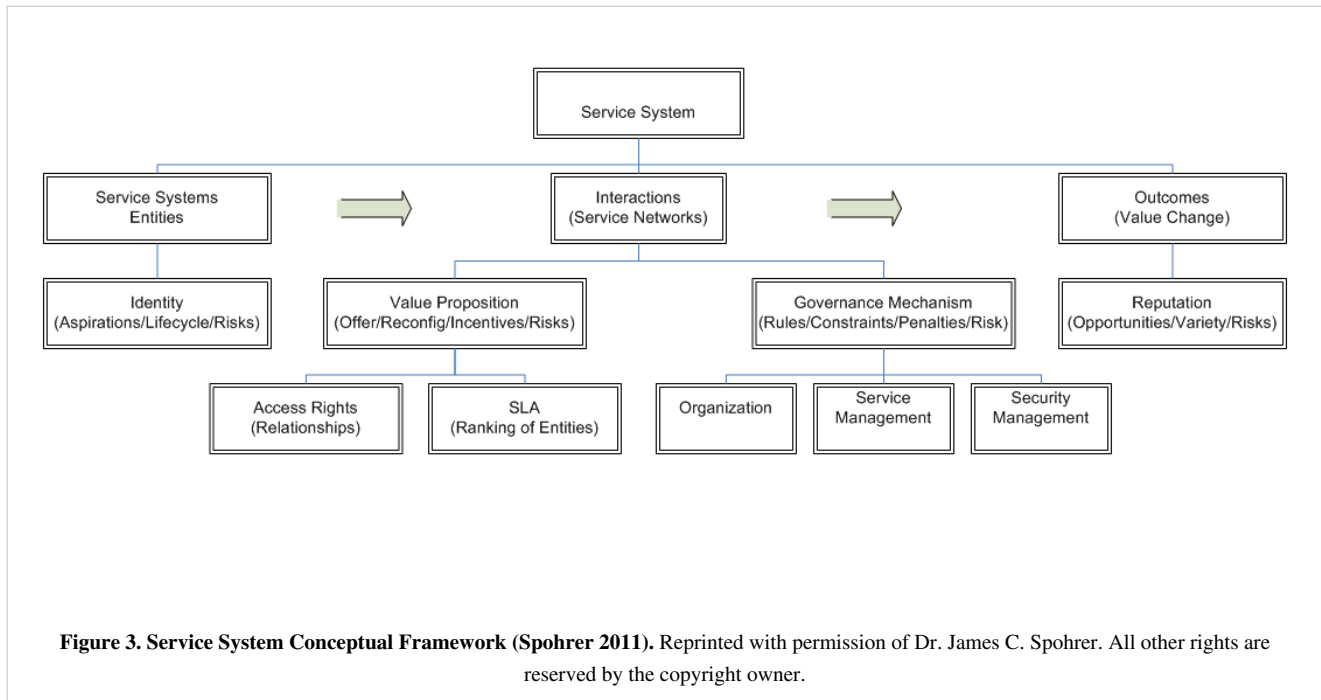 Service System
Service Systems
Entities
Interactions
(Service Networks)
Outcomes
(Value Change)
Identity
(Aspirations/Lifecycle/Risks)
Value Proposition
(Offer/Reconfig/Incentives/Risks)
Governance Mechanism
(Rules/Constraints/Penalties/Risk)
Reputation
(Opportunities/Variety/Risks)
Access Rights
(Relationships)
SLA
(Ranking of Entities)
Organization
Service
Management
Security
Management
Figure 3. Service System Conceptual Framework (Spohrer 2011). Reprinted with permission of Dr. James C. Spohrer. All other rights are
reserved by the copyright owner.